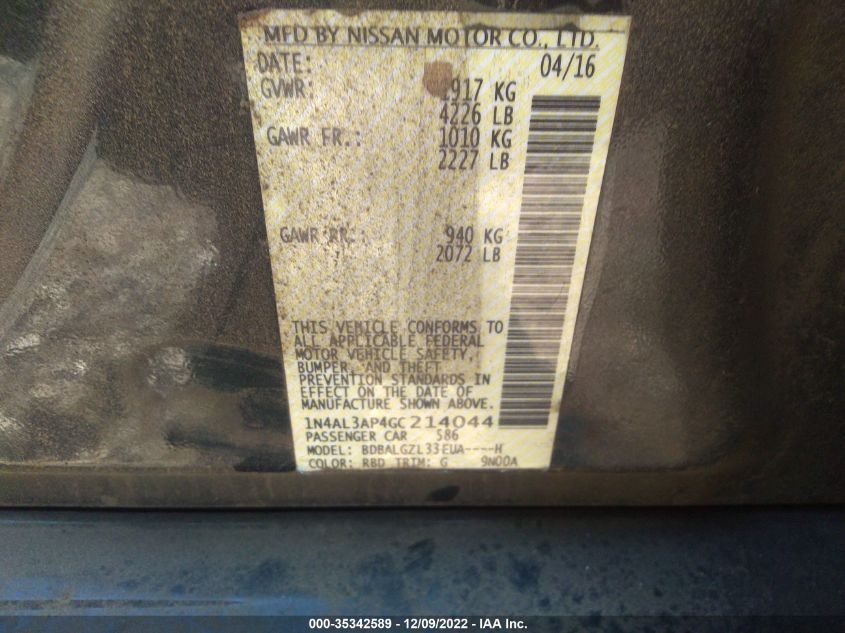 MFD BY NISSAN MOTOR CO., LTD.
DATE: 04/16
GVWR: 1917 KG
4226 LB
GAWR FR.: 1010 KG
2227 LB
GAWR RR.: 940 KG
2072 LB
THIS VEHICLE CONFORMS TO
ALL APPLICABLE FEDERAL
MOTOR VEHICLE SAFETY,
BUMPER, AND THEFT
PREVENTION STANDARDS IN
EFFECT ON THE DATE OF
MANUFACTURE SHOWN ABOVE.
1N4AL3AP4GC214044
PASSENGER CAR 586
MODEL: BDBALGZL33EUA----H
COLOR: RBD TRIM: G 9N00A
000-35342589 - 12/09/2022 - IAA Inc.